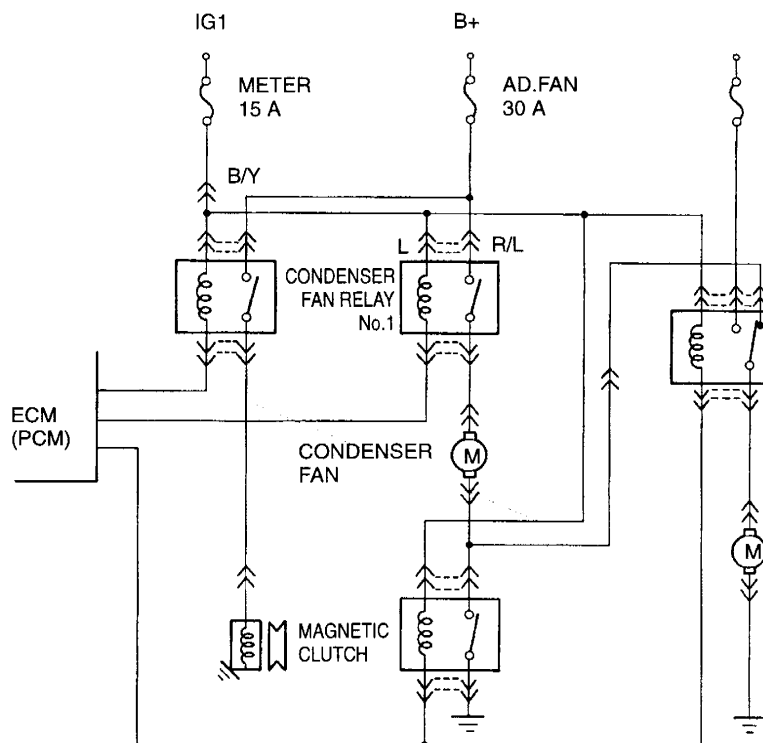 IG1
B+
METER
15 A
AD.FAN
30 A
B/Y
L
R/L
CONDENSER
FAN RELAY
No.1
ECM
(PCM)
CONDENSER
FAN
M
M
MAGNETIC
CLUTCH